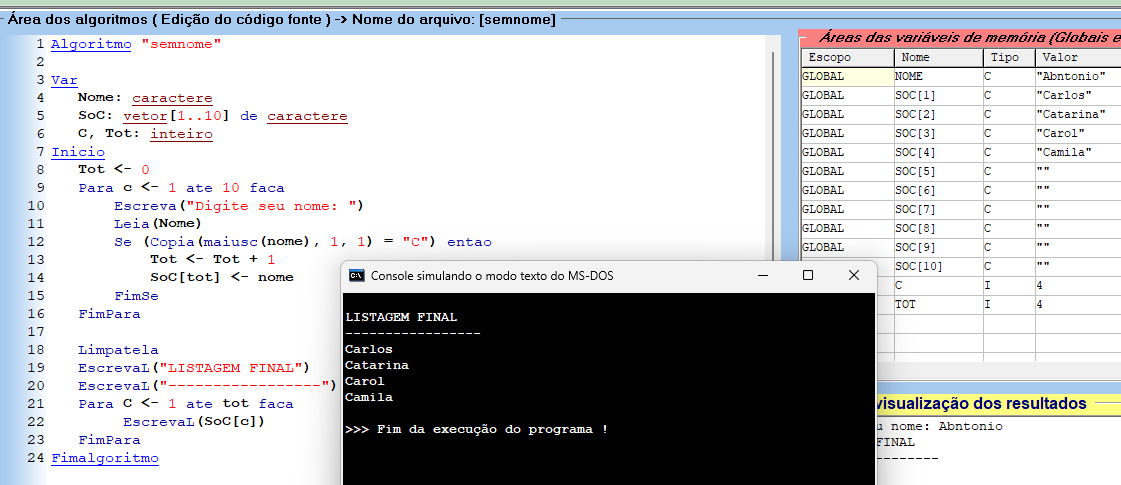 Área dos algoritmos ( Edição do código fonte ) -> Nome do arquivo: [semnome]
1 Algoritmo "semnome"
2
3 Var
4 Nome: caractere
5 SoC: vetor[1..10] de caractere
6 C, Tot: inteiro
7 Inicio
8 Tot <- 0
9 Para c <- 1 ate 10 faca
10 Escreva("Digite seu nome: ")
11 Leia(Nome)
12 Se (Copia(maiusc(nome), 1, 1) = "C") entao
13 Tot <- Tot + 1
14 SoC[tot] <- nome
15 FimSe
16 FimPara
17
18 Limpatela
19 EscrevaL("LISTAGEM FINAL")
20 EscrevaL("-----------------")
21 Para C <- 1 ate tot faca
22 EscrevaL(SoC[c])
23 FimPara
24 Fimalgoritmo
Áreas das variáveis de memória (Globais e
Escopo Nome Tipo Valor
GLOBAL NOME C "Abntonio"
GLOBAL SOC[1] C "Carlos"
GLOBAL SOC[2] C "Catarina"
GLOBAL SOC[3] C "Carol"
GLOBAL SOC[4] C "Camila"
GLOBAL SOC[5] C ""
GLOBAL SOC[6] C ""
GLOBAL SOC[7] C ""
GLOBAL SOC[8] C ""
GLOBAL SOC[9] C ""
SOC[10] C ""
C I 4
TOT I 4
C:\ Console simulando o modo texto do MS-DOS
LISTAGEM FINAL
-----------------
Carlos
Catarina
Carol
Camila
>>> Fim da execução do programa !
visualização dos resultados
u nome: Abntonio
FINAL
--------